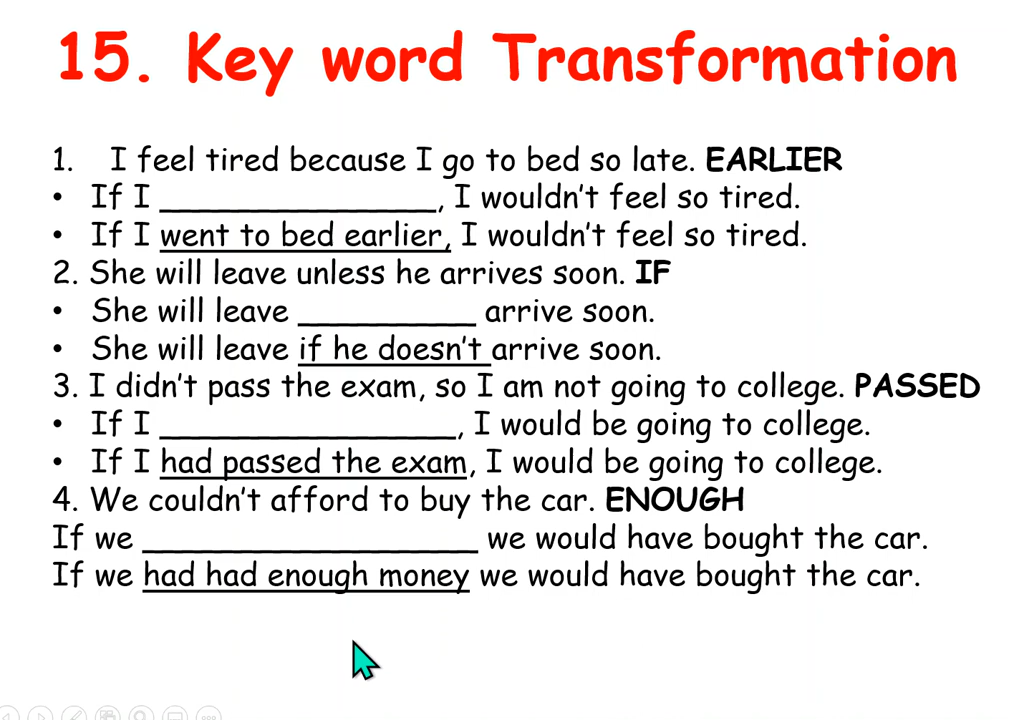 15. Key word Transformation
1. I feel tired because I go to bed so late. EARLIER
• If I _______________, I wouldn't feel so tired.
• If I went to bed earlier, I wouldn't feel so tired.
2. She will leave unless he arrives soon. IF
• She will leave __________ arrive soon.
• She will leave if he doesn't arrive soon.
3. I didn't pass the exam, so I am not going to college. PASSED
• If I ________________, I would be going to college.
• If I had passed the exam, I would be going to college.
4. We couldn't afford to buy the car. ENOUGH
If we __________________ we would have bought the car.
If we had had enough money we would have bought the car.